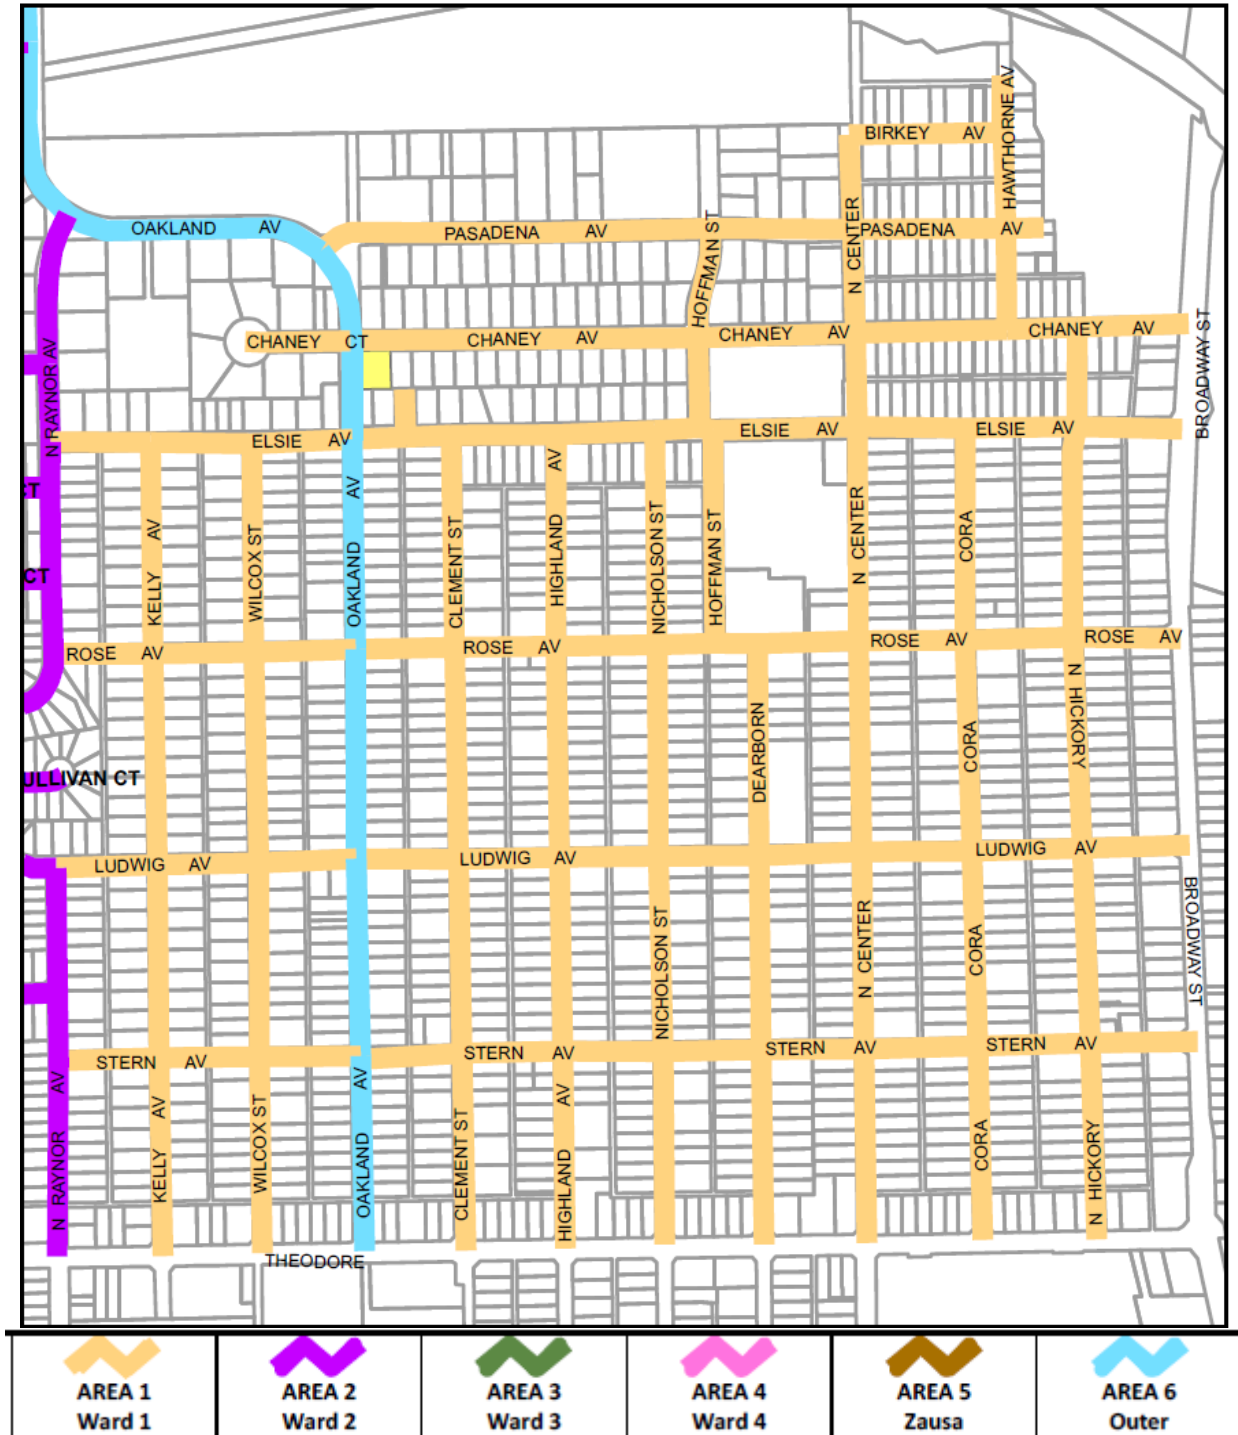 HAWTHORNE AV
BIRKEY AV
OAKLAND AV
PASADENA AV
HOFFMAN ST
N CENTER
PASADENA AV
CHANEY CT
CHANEY AV
CHANEY AV
CHANEY AV
BROADWAY ST
N RAYNOR AV
ELSIE AV
ELSIE AV
ELSIE AV
CT
CT
KELLY AV
WILCOX ST
OAKLAND AV
CLEMENT ST
HIGHLAND AV
NICHOLSON ST
HOFFMAN ST
N CENTER
CORA
ROSE AV
ROSE AV
ROSE AV
ROSE AV
N HICKORY
DEARBORN
CORA
ULLIVAN CT
LUDWIG AV
LUDWIG AV
LUDWIG AV
BROADWAY ST
NICHOLSON ST
N CENTER
CORA
STERN AV
STERN AV
STERN AV
STERN AV
N RAYNOR AV
KELLY AV
WILCOX ST
OAKLAND AV
CLEMENT ST
HIGHLAND AV
CORA
N HICKORY
THEODORE
AREA 1
Ward 1
AREA 2
Ward 2
AREA 3
Ward 3
AREA 4
Ward 4
AREA 5
Zausa
AREA 6
Outer